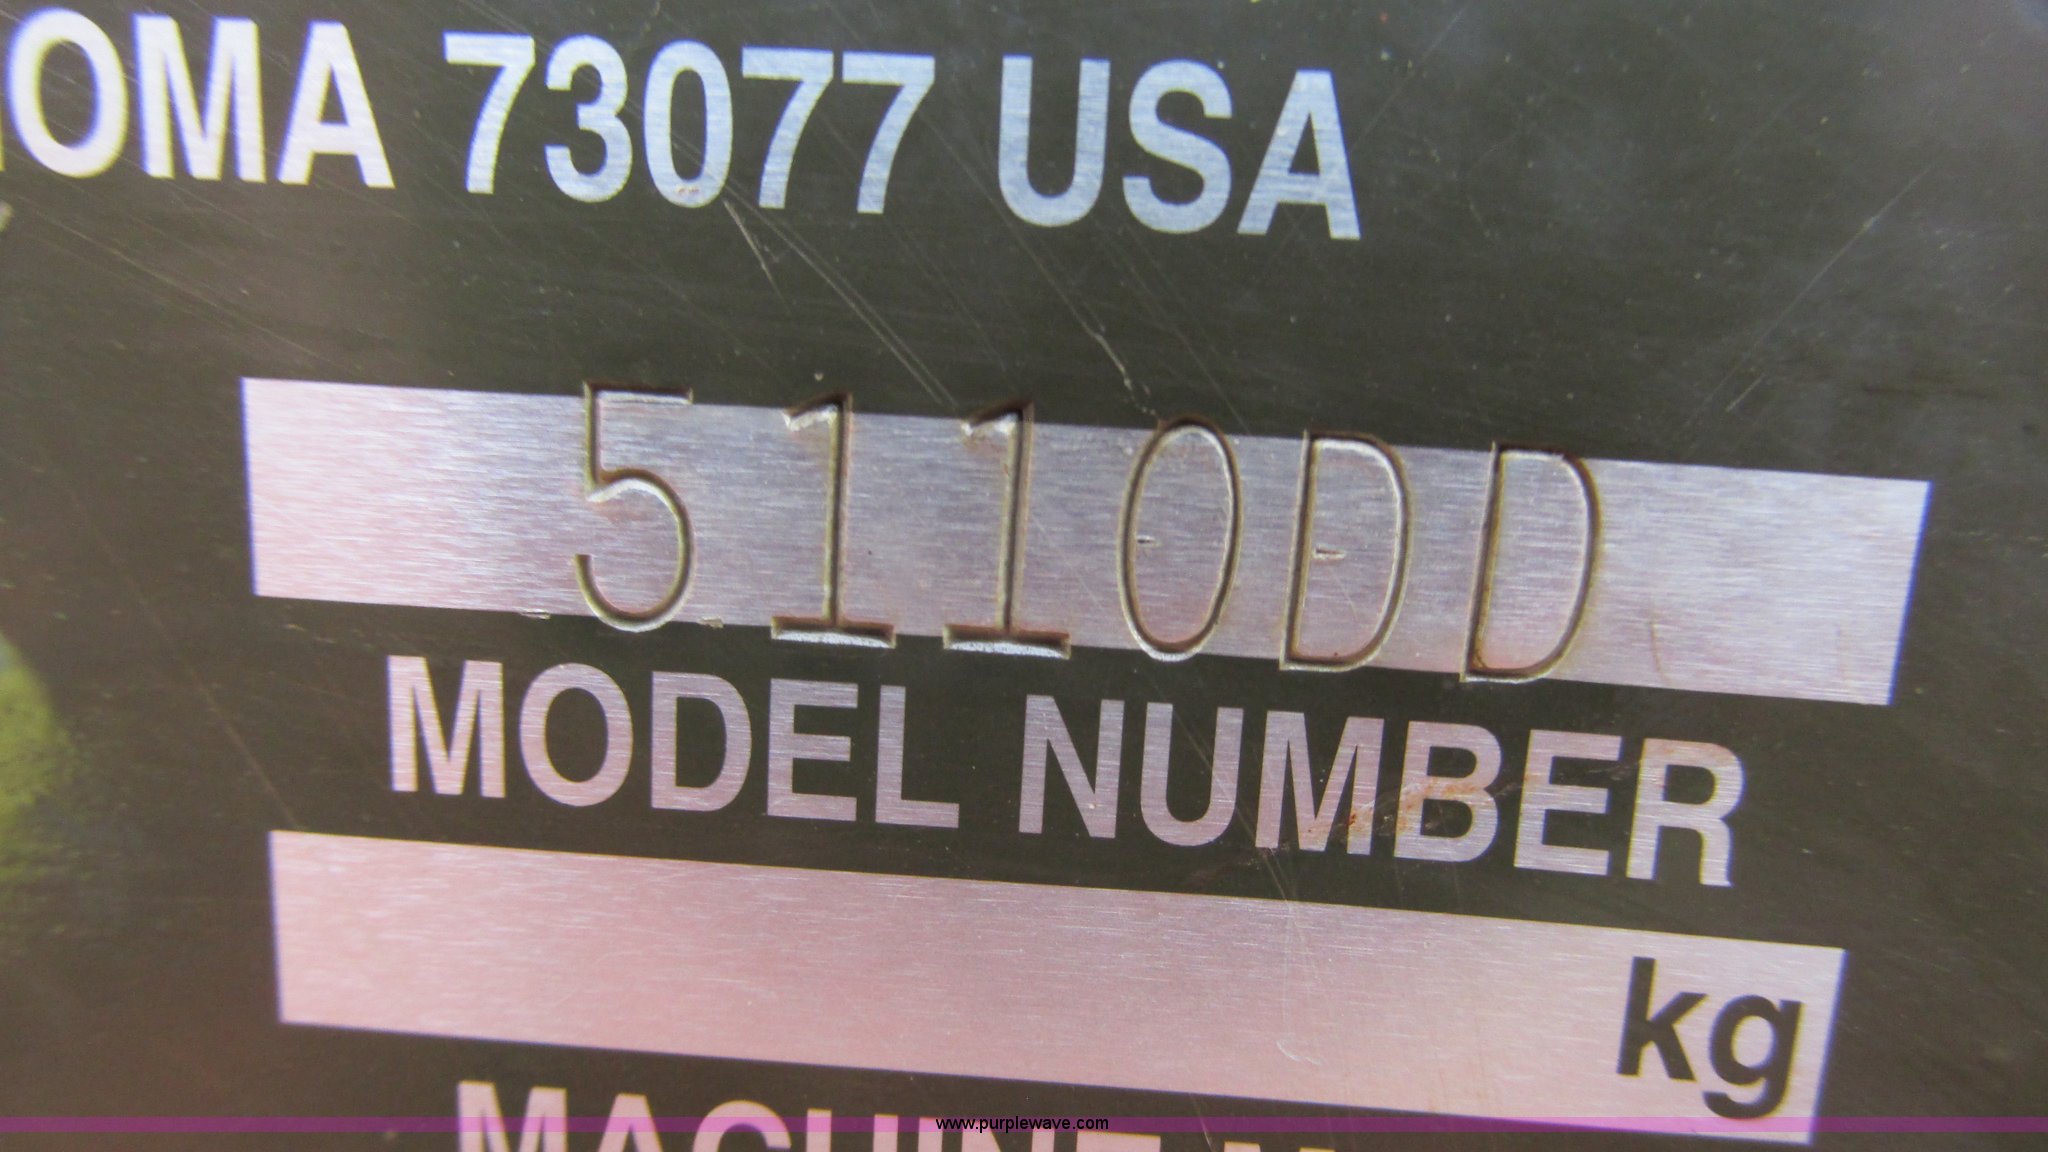 OMA 73077 USA
5110DD
MODEL NUMBER
kg
www.purplewave.com